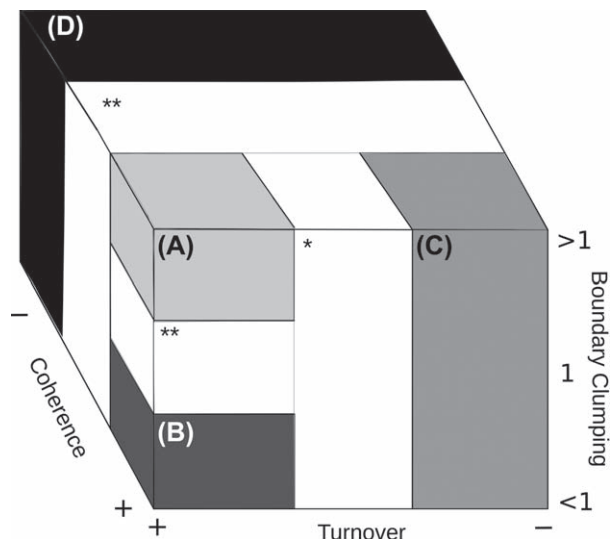 (D)
**
(A)
*
(C)
>1
**
1
Boundary Clumping
(B)
−
Coherence
+
<1
+
Turnover
−